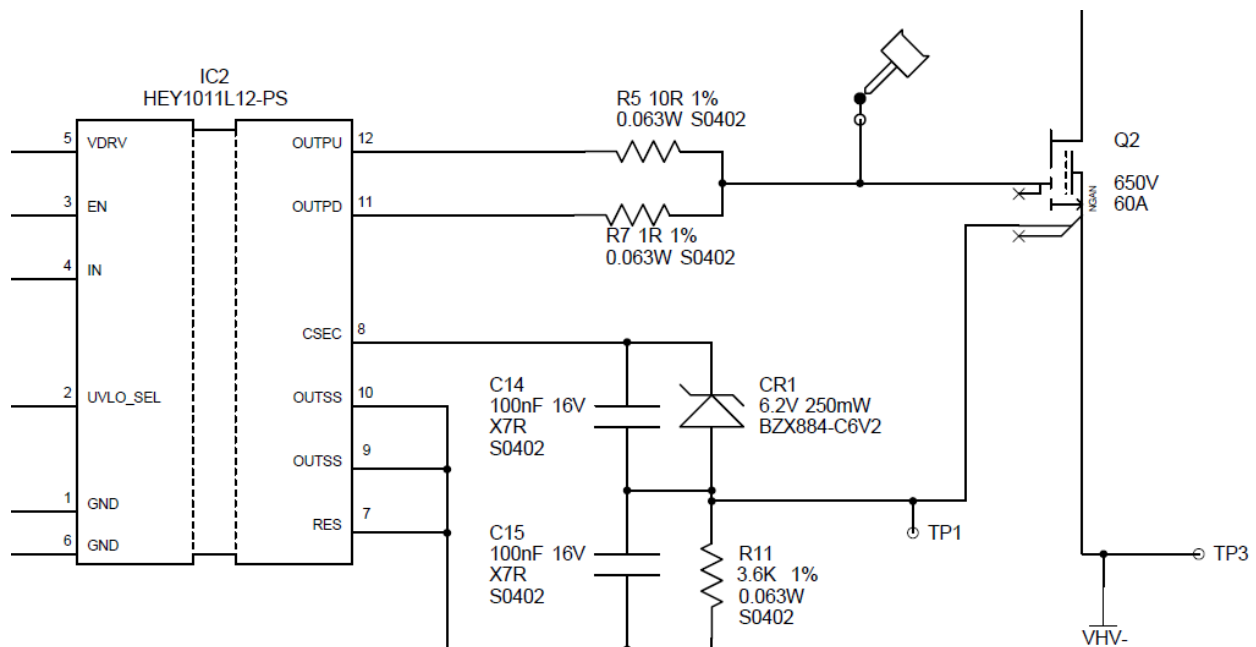 IC2
HEY1011L12-PS
5 VDRV
3 EN
4 IN
2 UVLO_SEL
1 GND
6 GND
OUTPU 12
OUTPD 11
CSEC 8
OUTSS 10
OUTSS 9
RES 7
R5 10R 1%
0.063W S0402
R7 1R 1%
0.063W S0402
C14
100nF 16V
X7R
S0402
CR1
6.2V 250mW
BZX884-C6V2
C15
100nF 16V
X7R
S0402
R11
3.6K 1%
0.063W
S0402
TP1
Q2
650V
60A
NGAN
TP3
VHV-